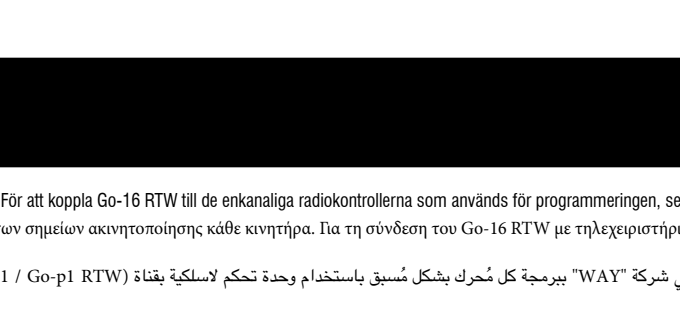 För att koppla Go-16 RTW till de enkanaliga radiokontrollerna som används för programmeringen, se
ων σημείων ακινητοποίησης κάθε κινητήρα. Για τη σύνδεση του Go-16 RTW με τηλεχειριστήρι
ي شركة "WAY" ببرمجة كل مُحرك بشكل مُسبق باستخدام وحدة تحكم لاسلكية بقناة (1 / Go-p1 RTW